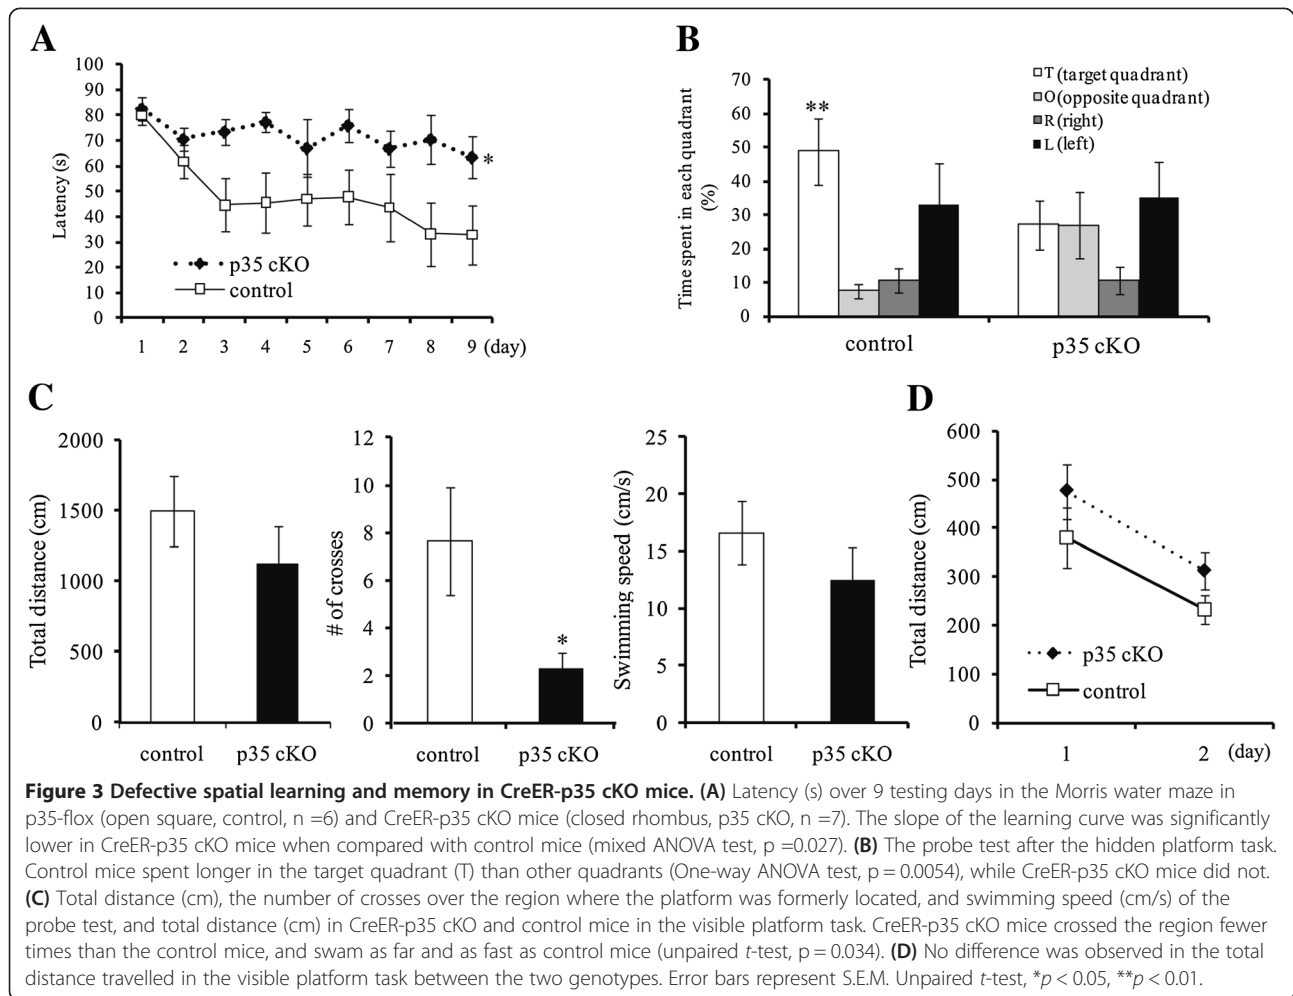 A
100
90
80
70
60
50
40
30
20
10
0
Latency (s)
*
p35 cKO
control
1 2 3 4 5 6 7 8 9 (day)
B
T (target quadrant)
O (opposite quadrant)
R (right)
L (left)
70
60
50
40
30
20
10
0
Time spent in each quadrant
(%)
**
control p35 cKO
C
2000
1500
1000
500
0
Total distance (cm)
control p35 cKO
12
10
8
6
4
2
0
# of crosses
*
control p35 cKO
25
20
15
10
5
0
Swimming speed (cm/s)
control p35 cKO
D
600
500
400
300
200
100
0
Total distance (cm)
p35 cKO
control
1 2 (day)
Figure 3 Defective spatial learning and memory in CreER-p35 cKO mice. (A) Latency (s) over 9 testing days in the Morris water maze in
p35-flox (open square, control, n =6) and CreER-p35 cKO mice (closed rhombus, p35 cKO, n =7). The slope of the learning curve was significantly
lower in CreER-p35 cKO mice when compared with control mice (mixed ANOVA test, p =0.027). (B) The probe test after the hidden platform task.
Control mice spent longer in the target quadrant (T) than other quadrants (One-way ANOVA test, p = 0.0054), while CreER-p35 cKO mice did not.
(C) Total distance (cm), the number of crosses over the region where the platform was formerly located, and swimming speed (cm/s) of the
probe test, and total distance (cm) in CreER-p35 cKO and control mice in the visible platform task. CreER-p35 cKO mice crossed the region fewer
times than the control mice, and swam as far and as fast as control mice (unpaired t-test, p = 0.034). (D) No difference was observed in the total
distance travelled in the visible platform task between the two genotypes. Error bars represent S.E.M. Unpaired t-test, *p < 0.05, **p < 0.01.